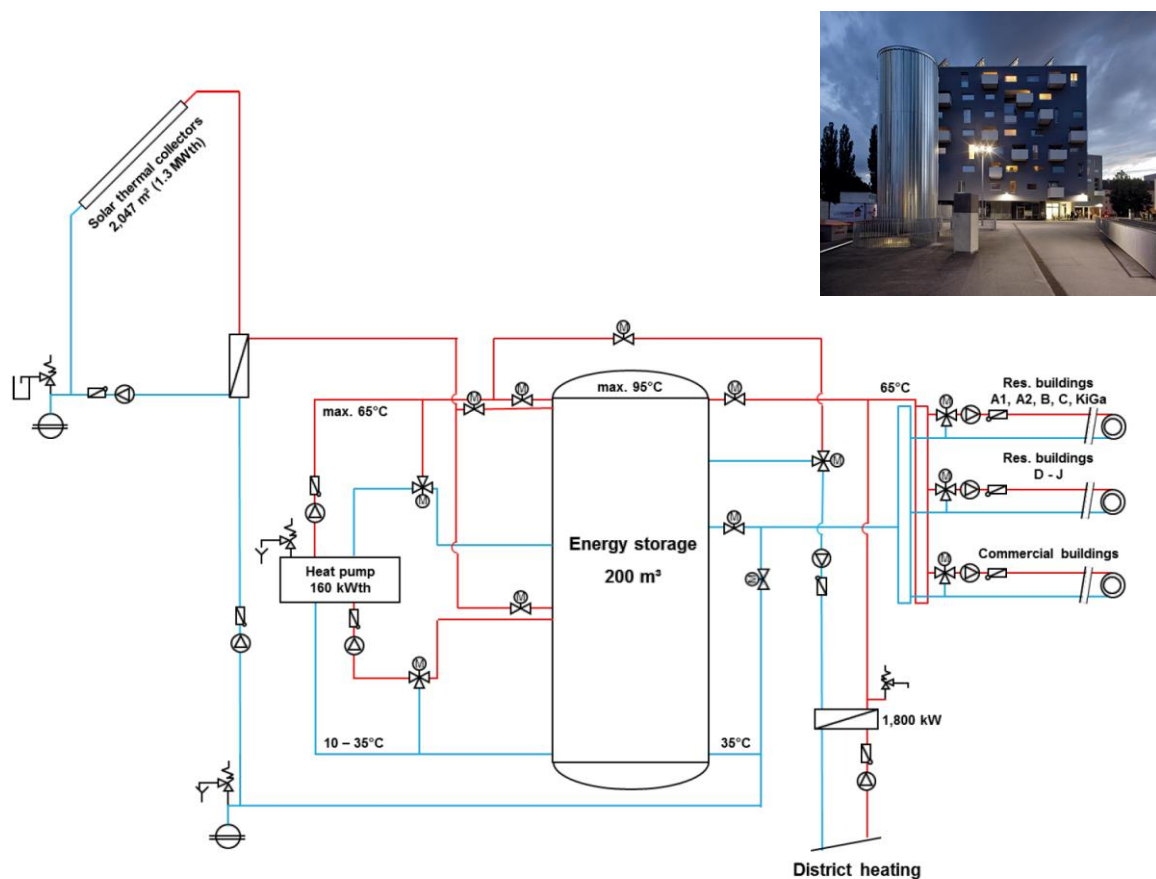 Solar thermal collectors
2,047 m² (1.3 MWth)
M
max. 95°C
max. 65°C
M
M
M
65°C
M
Res. buildings
A1, A2, B, C, KiGa
M
M
M
Res. buildings
D - J
M
Energy storage
200 m³
Heat pump
160 kWth
M
M
Commercial buildings
M
M
10 – 35°C
35°C
1,800 kW
District heating